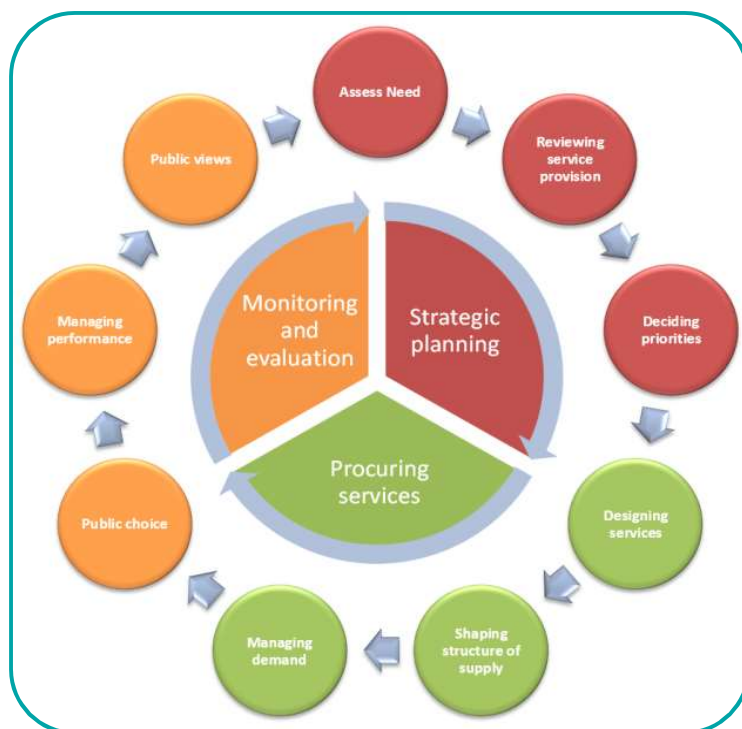 Assess Need
Reviewing
service
provision
Deciding
priorities
Designing
services
Shaping
structure of
supply
Managing
demand
Public choice
Managing
performance
Public views
Monitoring
and
evaluation
Strategic
planning
Procuring
services